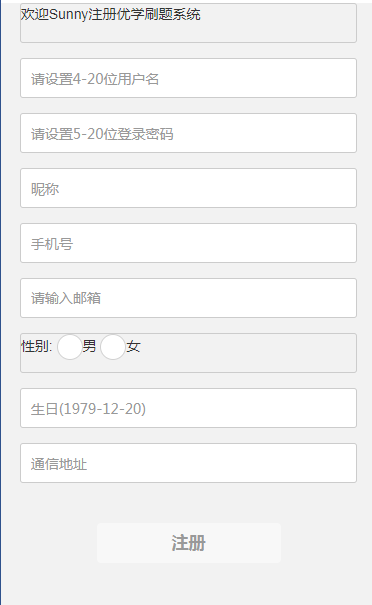 欢迎Sunny注册优学刷题系统
请设置4-20位用户名
请设置5-20位登录密码
昵称
手机号
请输入邮箱
性别: 男 女
生日(1979-12-20)
通信地址
注册